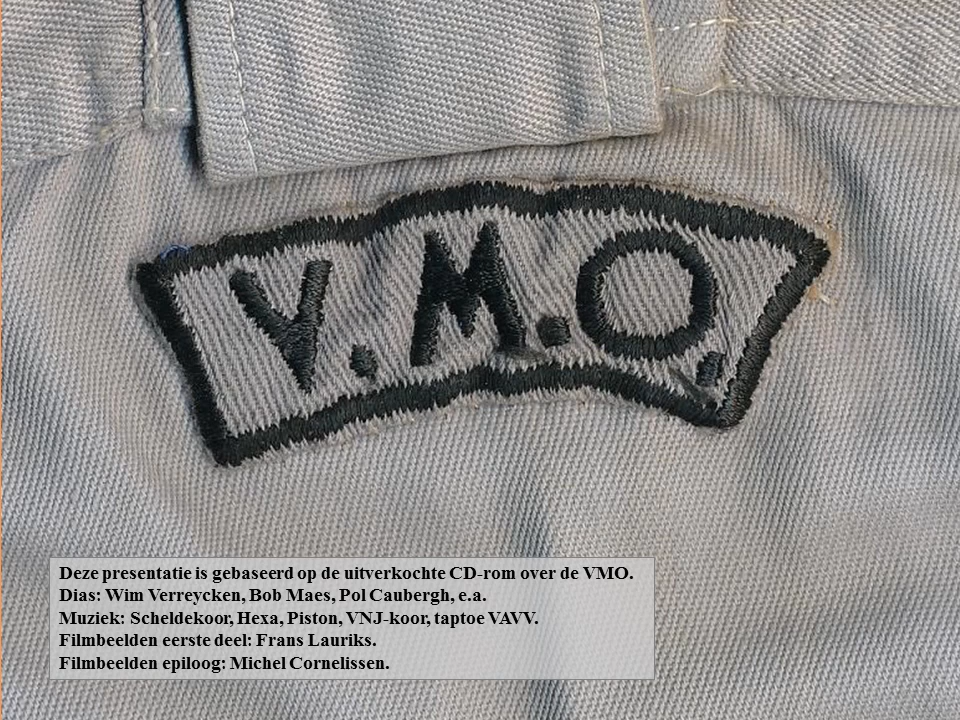 V.M.O.
Deze presentatie is gebaseerd op de uitverkochte CD-rom over de VMO.
Dias: Wim Verreycken, Bob Maes, Pol Caubergh, e.a.
Muziek: Scheldekoor, Hexa, Piston, VNJ-koor, taptoe VAVV.
Filmbeelden eerste deel: Frans Lauriks.
Filmbeelden epiloog: Michel Cornelissen.